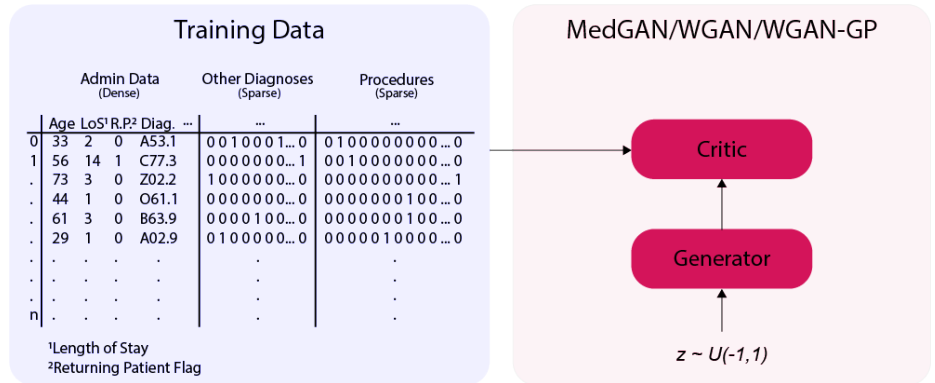 Training Data
Admin Data Other Diagnoses Procedures
(Dense) (Sparse) (Sparse)
Age LoS¹ R.P.² Diag. ... ... ...
0 33 2 0 A53.1 0 0 1 0 0 0 1... 0 0 1 0 0 0 0 0 0 0 0 ... 0
1 56 14 1 C77.3 0 0 0 0 0 0 0... 1 0 0 1 0 0 0 0 0 0 0 ... 0
. 73 3 0 Z02.2 1 0 0 0 0 0 0... 0 0 0 0 0 0 0 0 0 0 0 ... 1
. 44 1 0 O61.1 0 0 0 0 0 0 0... 0 0 0 0 0 0 0 0 1 0 0 ... 0
. 61 3 0 B63.9 0 0 0 0 1 0 0... 0 0 0 0 0 0 0 0 1 0 0 ... 0
. 29 1 0 A02.9 0 1 0 0 0 0 0... 0 0 0 0 0 0 1 0 0 0 0 ... 0
. . . . . . .
. . . . . . .
. . . . . . .
n . . . . . .
¹Length of Stay
²Returning Patient Flag
MedGAN/WGAN/WGAN-GP
Critic
Generator
z ~ U(-1,1)